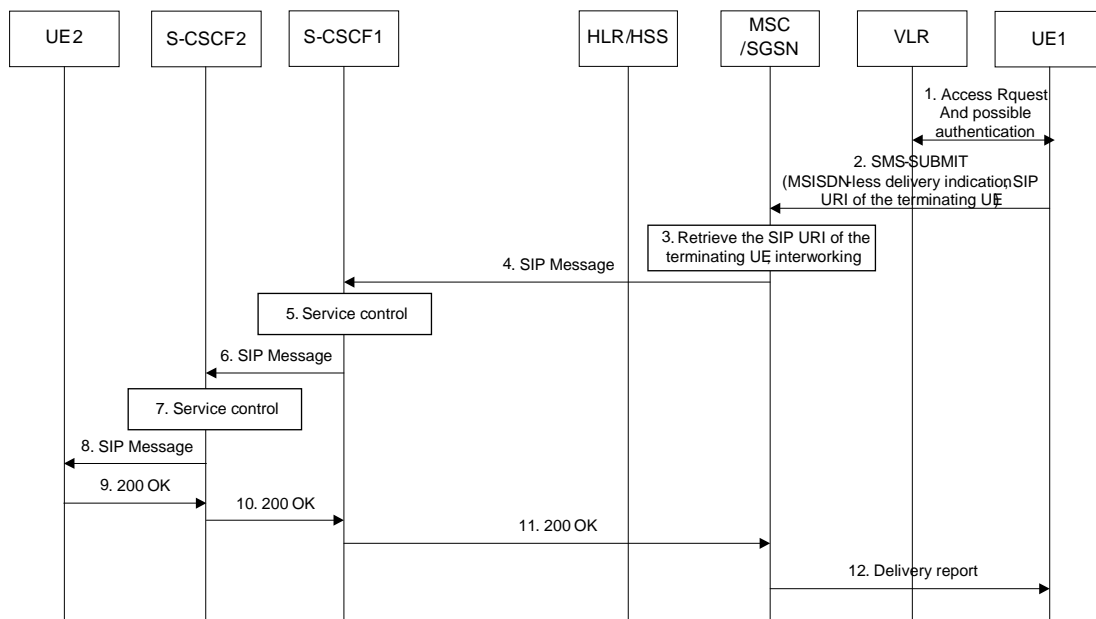 UE2
S-CSCF2
S-CSCF1
HLR/HSS
MSC
/SGSN
VLR
UE1
1. Access Rquest
And possible
authentication
2. SMS-SUBMIT
(MSISDN-less delivery indication, SIP
URI of the terminating UE)
3. Retrieve the SIP URI of the
terminating UE, interworking
4. SIP Message
5. Service control
6. SIP Message
7. Service control
8. SIP Message
9. 200 OK
10. 200 OK
11. 200 OK
12. Delivery report